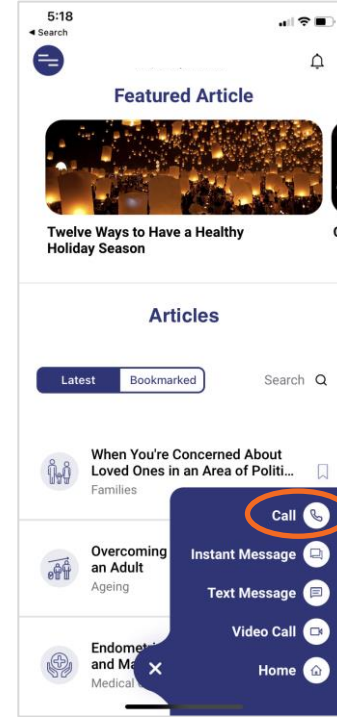 5:18
◄ Search
Featured Article
Twelve Ways to Have a Healthy
Holiday Season
Articles
Latest
Bookmarked
Search
When You're Concerned About
Loved Ones in an Area of Politi...
Families
Overcoming
an Adult
Ageing
Endomet
and Ma
Medical
Call
Instant Message
Text Message
Video Call
Home